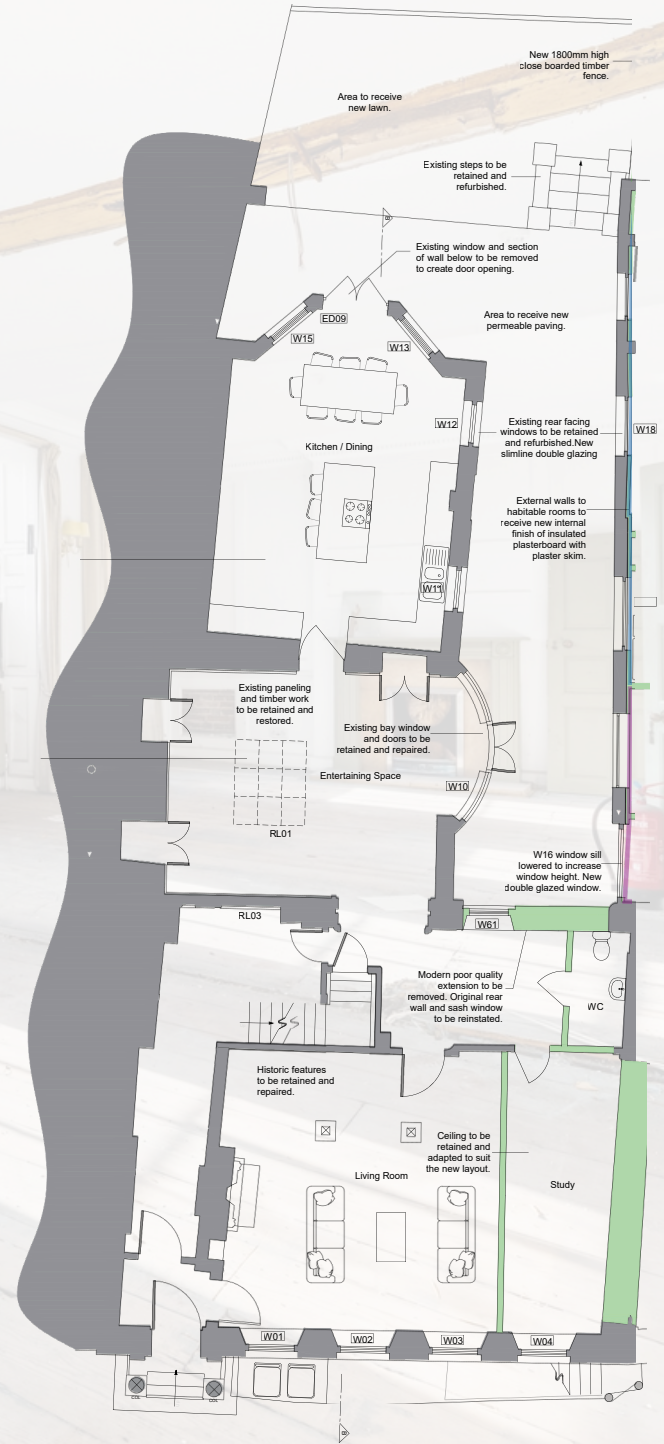 New 1800mm high
close boarded timber
fence.
Area to receive
new lawn.
Existing steps to be
retained and
refurbished.
Existing window and section
of wall below to be removed
to create door opening.
ED09
W15
W13
Area to receive new
permeable paving.
W12
Existing rear facing
windows to be retained
and refurbished.New
slimline double glazing
W18
Kitchen / Dining
External walls to
habitable rooms to
receive new internal
finish of insulated
plasterboard with
plaster skim.
W11
Existing paneling
and timber work
to be retained and
restored.
Existing bay window
and doors to be
retained and repaired.
Entertaining Space
W10
RL01
W16 window sill
lowered to increase
window height. New
double glazed window.
RL03
W61
Modern poor quality
extension to be
removed. Original rear
wall and sash window
to be reinstated.
WC
Historic features
to be retained and
repaired.
Ceiling to be
retained and
adapted to suit
the new layout.
Living Room
Study
W01
W02
W03
W04
COL
COL
B